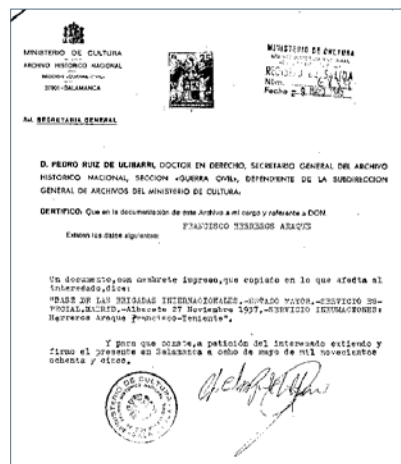 MINISTERIO DE CULTURA
ARCHIVO HISTORICO NACIONAL
SECCION «GUERRA CIVIL»
37001-SALAMANCA
MINISTERIO DE CULTURA
SALIDA
Núm.
Fecha
SECRETARIA GENERAL
D. PEDRO RUIZ DE ULIBARRI, DOCTOR EN DERECHO, SECRETARIO GENERAL DEL ARCHIVO
HISTORICO NACIONAL, SECCION «GUERRA CIVIL», DEPENDIENTE DE LA SUBDIRECCION
GENERAL DE ARCHIVOS DEL MINISTERIO DE CULTURA.
CERTIFICO: Que en la documentación de este Archivo a mi cargo y referente a DON
FRANCISCO HERREROS ARAQUE
Existen los datos siguientes:
Un documento, con membrete impreso, que copiado en lo que afecta al
interesado, dice:
"BASE DE LAS BRIGADAS INTERNACIONALES.-ESTADO MAYOR.-SERVICIO ES-
PECIAL.MADRID.-Albacete 27 Noviembre 1937.-SERVICIO INHUMACIONES:
Herreros Araque Francisco-Teniente".
Y para que conste, a petición del interesado extiendo y
firmo el presente en Salamanca a ocho de mayo de mil novecientos
ochenta y cinco.
MINISTERIO DE CULTURA